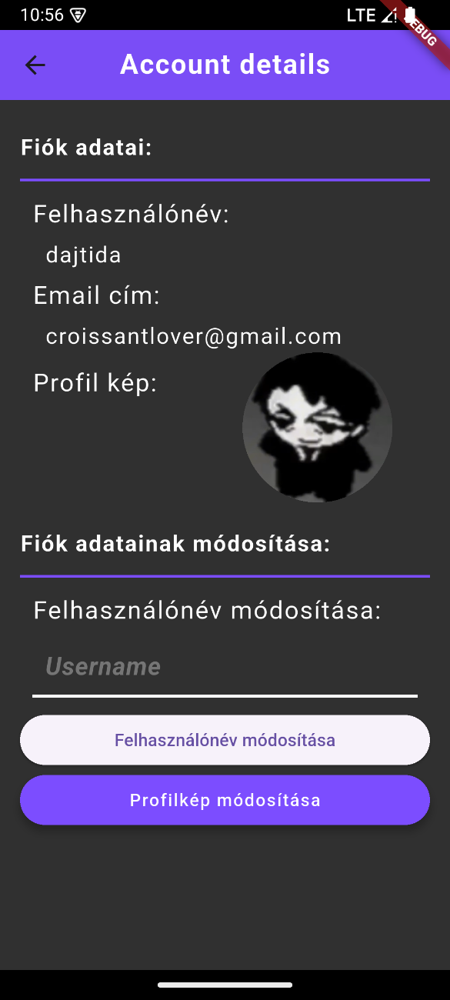 10:56
LTE
DEBUG
Account details
Fiók adatai:
Felhasználónév:
dajtida
Email cím:
croissantlover@gmail.com
Profil kép:
Fiók adatainak módosítása:
Felhasználónév módosítása:
Username
Felhasználónév módosítása
Profilkép módosítása